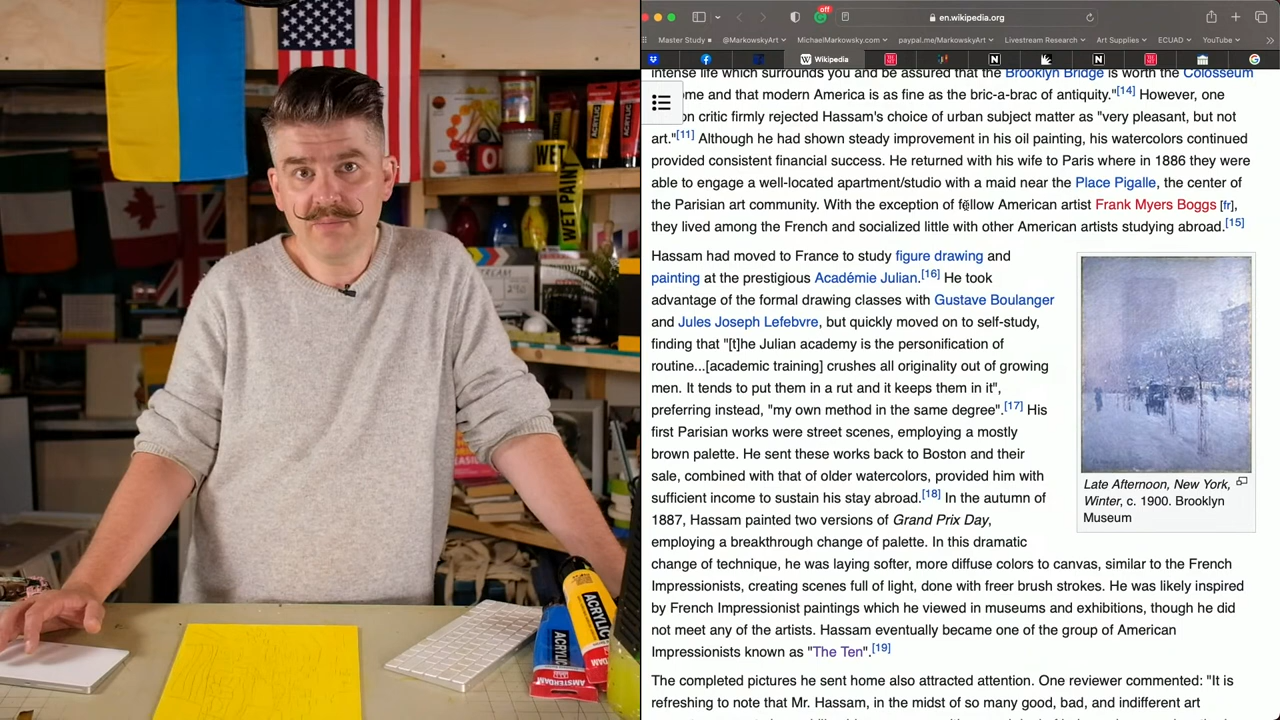 WET
WET PAINT
ACRYLIC
ACRYLIC
STREAM
ACRYLIC
ACRYLIC
AMSTERDAM
off
en.wikipedia.org
Master Study
@MarkowskyArt
MichaelMarkowsky.com
paypal.me/MarkowskyArt
Livestream Research
Art Supplies
ECUAD
YouTube
W Wikipedia
intense life which surrounds you and be assured that the Brooklyn Bridge is worth the Colosseum
ome and that modern America is as fine as the bric-a-brac of antiquity."[14] However, one
on critic firmly rejected Hassam's choice of urban subject matter as "very pleasant, but not
art."[11] Although he had shown steady improvement in his oil painting, his watercolors continued
provided consistent financial success. He returned with his wife to Paris where in 1886 they were
able to engage a well-located apartment/studio with a maid near the Place Pigalle, the center of
the Parisian art community. With the exception of fellow American artist Frank Myers Boggs [fr],
they lived among the French and socialized little with other American artists studying abroad.[15]
Hassam had moved to France to study figure drawing and
painting at the prestigious Académie Julian.[16] He took
advantage of the formal drawing classes with Gustave Boulanger
and Jules Joseph Lefebvre, but quickly moved on to self-study,
finding that "[t]he Julian academy is the personification of
routine...[academic training] crushes all originality out of growing
men. It tends to put them in a rut and it keeps them in it",
preferring instead, "my own method in the same degree".[17] His
first Parisian works were street scenes, employing a mostly
brown palette. He sent these works back to Boston and their
sale, combined with that of older watercolors, provided him with
sufficient income to sustain his stay abroad.[18] In the autumn of
1887, Hassam painted two versions of Grand Prix Day,
employing a breakthrough change of palette. In this dramatic
change of technique, he was laying softer, more diffuse colors to canvas, similar to the French
Impressionists, creating scenes full of light, done with freer brush strokes. He was likely inspired
by French Impressionist paintings which he viewed in museums and exhibitions, though he did
not meet any of the artists. Hassam eventually became one of the group of American
Impressionists known as "The Ten".[19]
Late Afternoon, New York,
Winter, c. 1900. Brooklyn
Museum
The completed pictures he sent home also attracted attention. One reviewer commented: "It is
refreshing to note that Mr. Hassam, in the midst of so many good, bad, and indifferent art